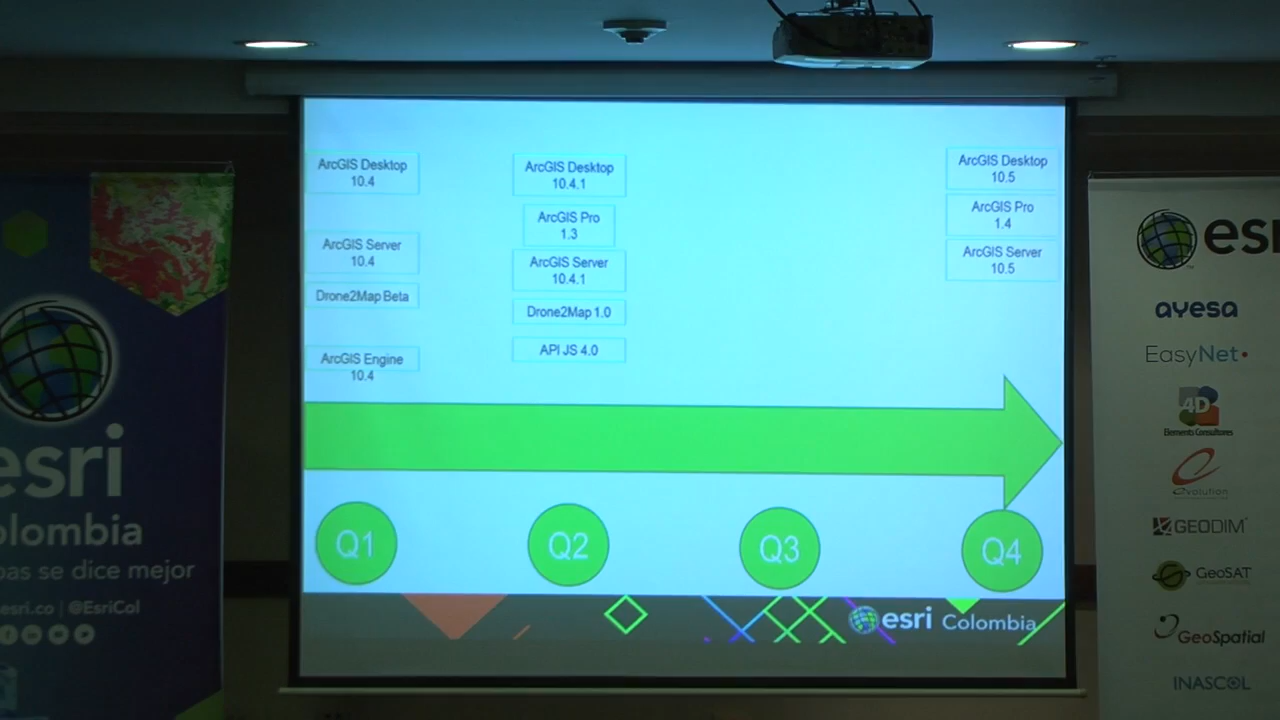 ArcGIS Desktop
10.4
ArcGIS Server
10.4
Drone2Map Beta
ArcGIS Engine
10.4
ArcGIS Desktop
10.4.1
ArcGIS Pro
1.3
ArcGIS Server
10.4.1
Drone2Map 1.0
API JS 4.0
ArcGIS Desktop
10.5
ArcGIS Pro
1.4
ArcGIS Server
10.5
Q1
Q2
Q3
Q4
esri Colombia
esri
olombia
pas se dice mejor
esri.co | @EsriCol
esri
ayesa
EasyNet
4D
Elements Consultores
evolution
GEODIM
GeoSAT
GeoSpatial
INASCOL